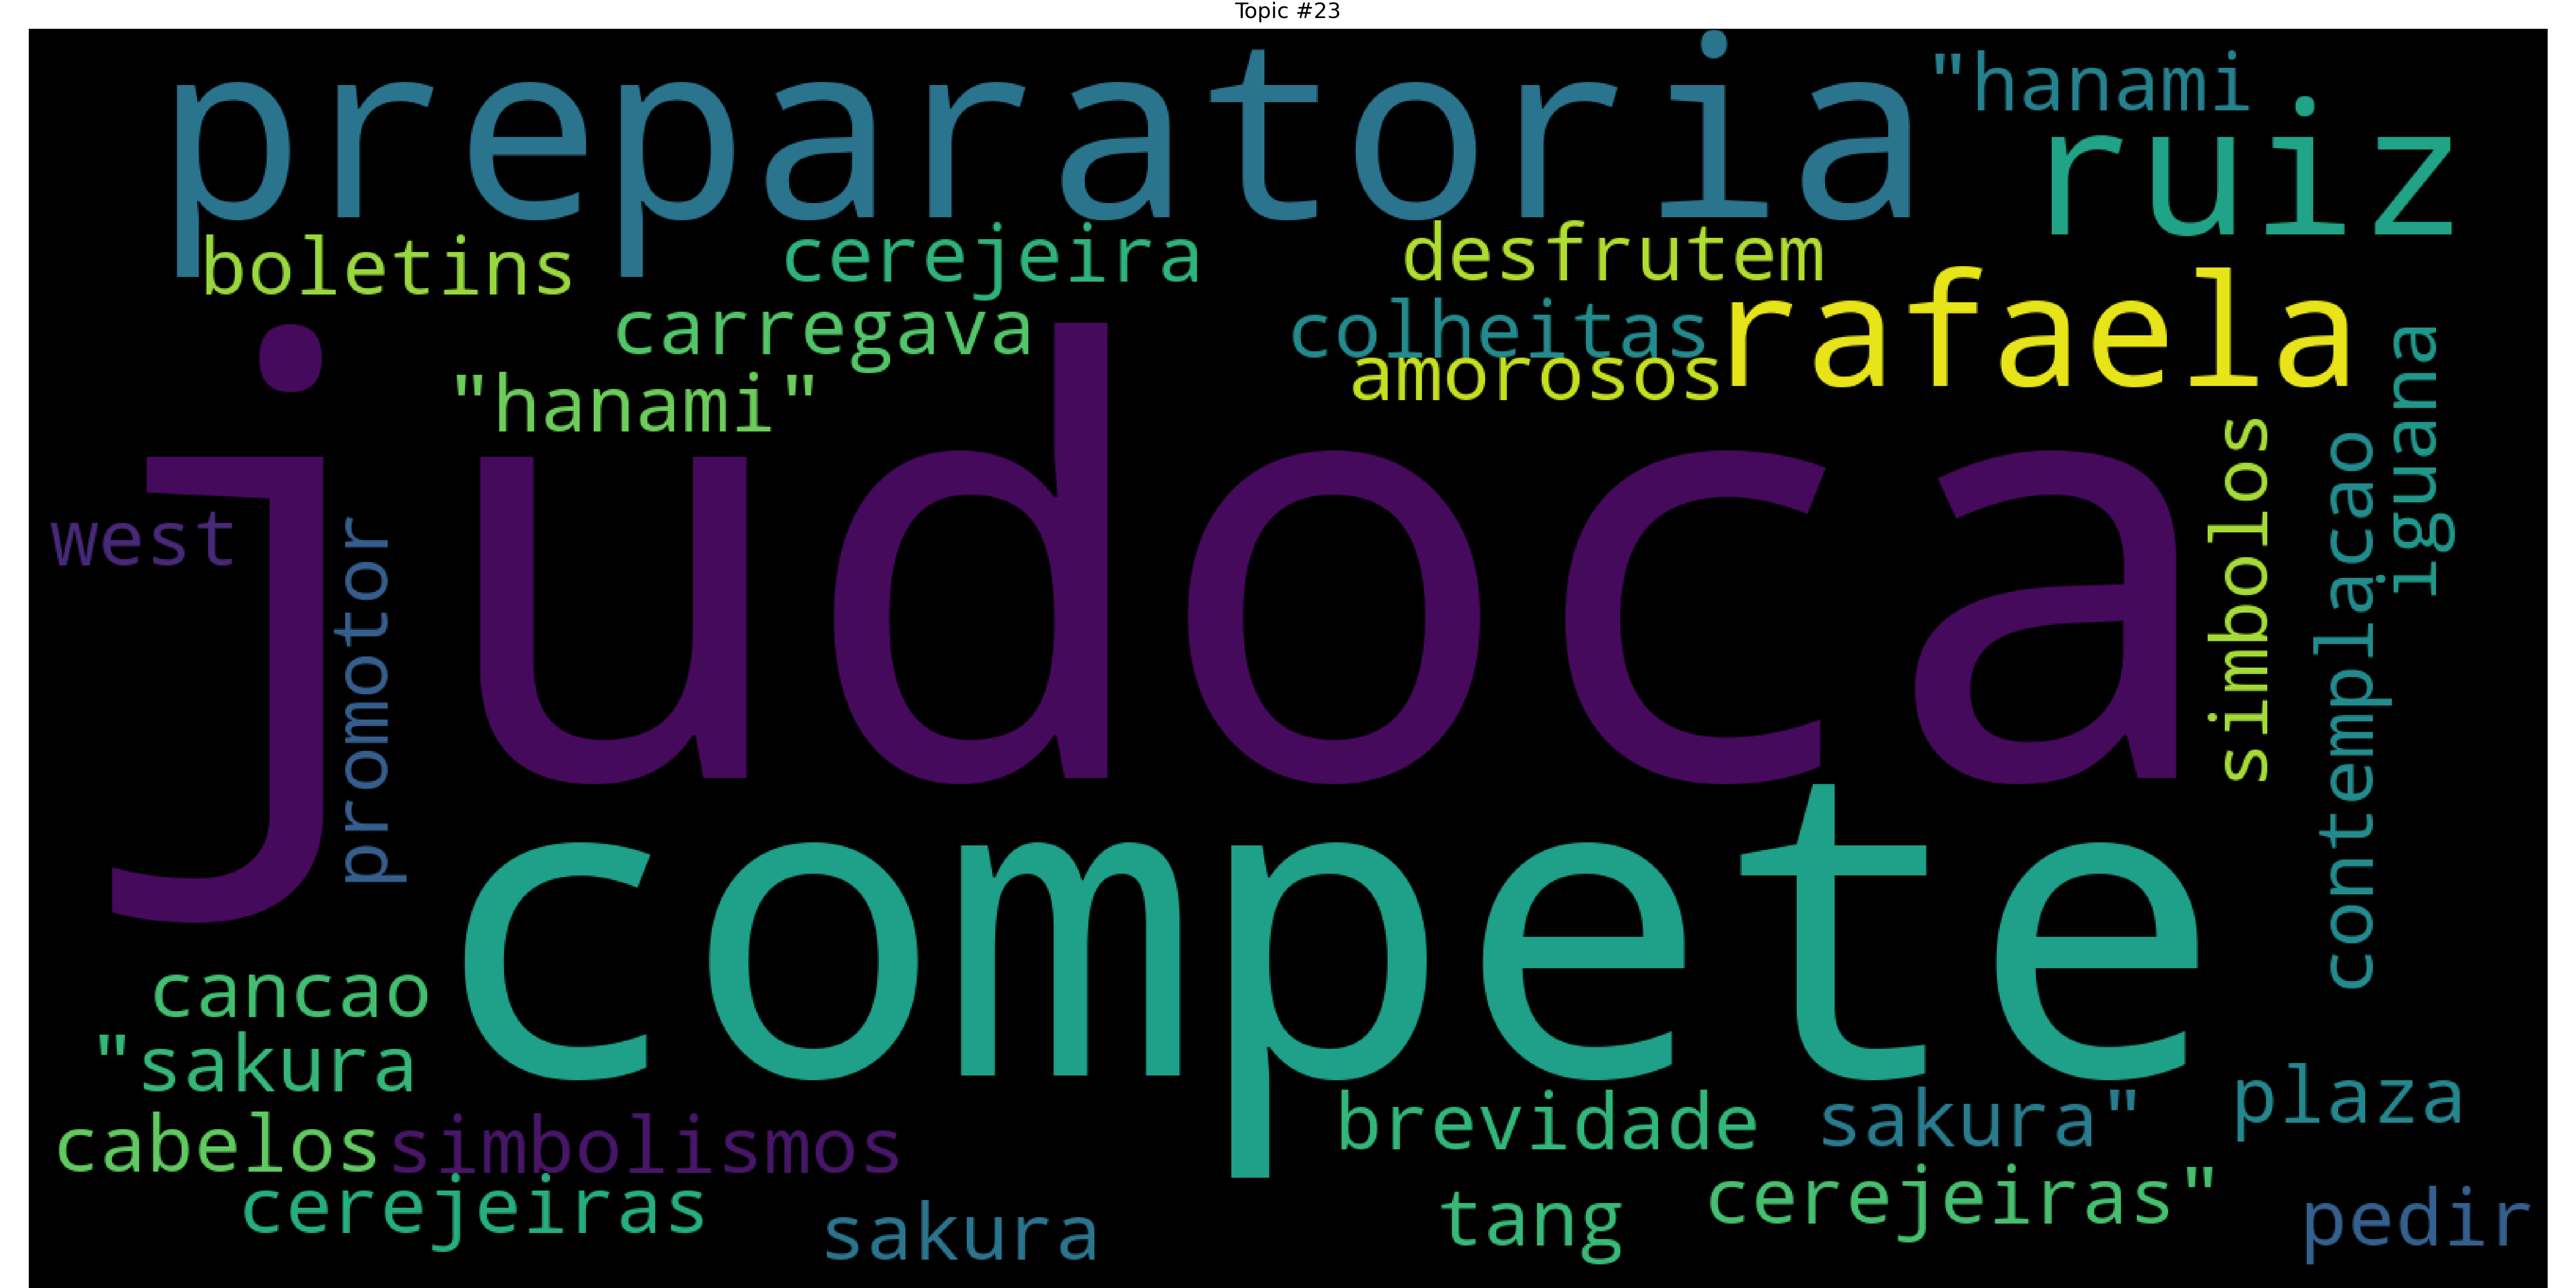 Topic #23
preparatoria
"hanami
ruiz
boletins
cerejeira
desfrutem
carregava
colheitas
rafaela
amorosos
"hanami"
iguana
judoca
simbolos
contemplacao
west
promotor
compete
cancao
"sakura
cabelos
simbolismos
brevidade
sakura"
plaza
cerejeiras
sakura
tang
cerejeiras"
pedir